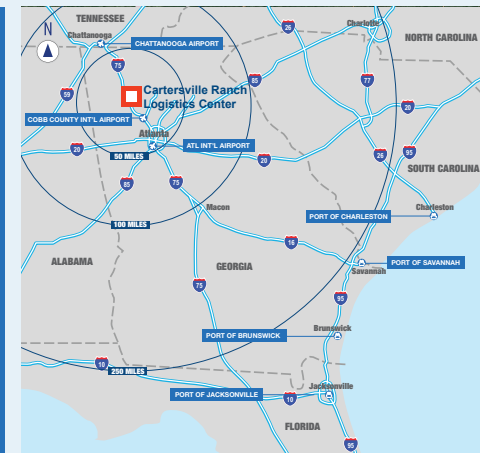 TENNESSEE
26
Charlotte
N
Chattanooga
NORTH CAROLINA
CHATTANOOGA AIRPORT
75
85
77
59
Cartersville Ranch
Logistics Center
20
COBB COUNTY INT'L AIRPORT
Atlanta
20
ATL INT'L AIRPORT
95
50 MILES
20
26
SOUTH CAROLINA
85
75
Macon
Charleston
PORT OF CHARLESTON
100 MILES
16
ALABAMA
GEORGIA
PORT OF SAVANNAH
Savannah
75
95
Brunswick
PORT OF BRUNSWICK
10
250 MILES
Jacksonville
PORT OF JACKSONVILLE
10
FLORIDA
95